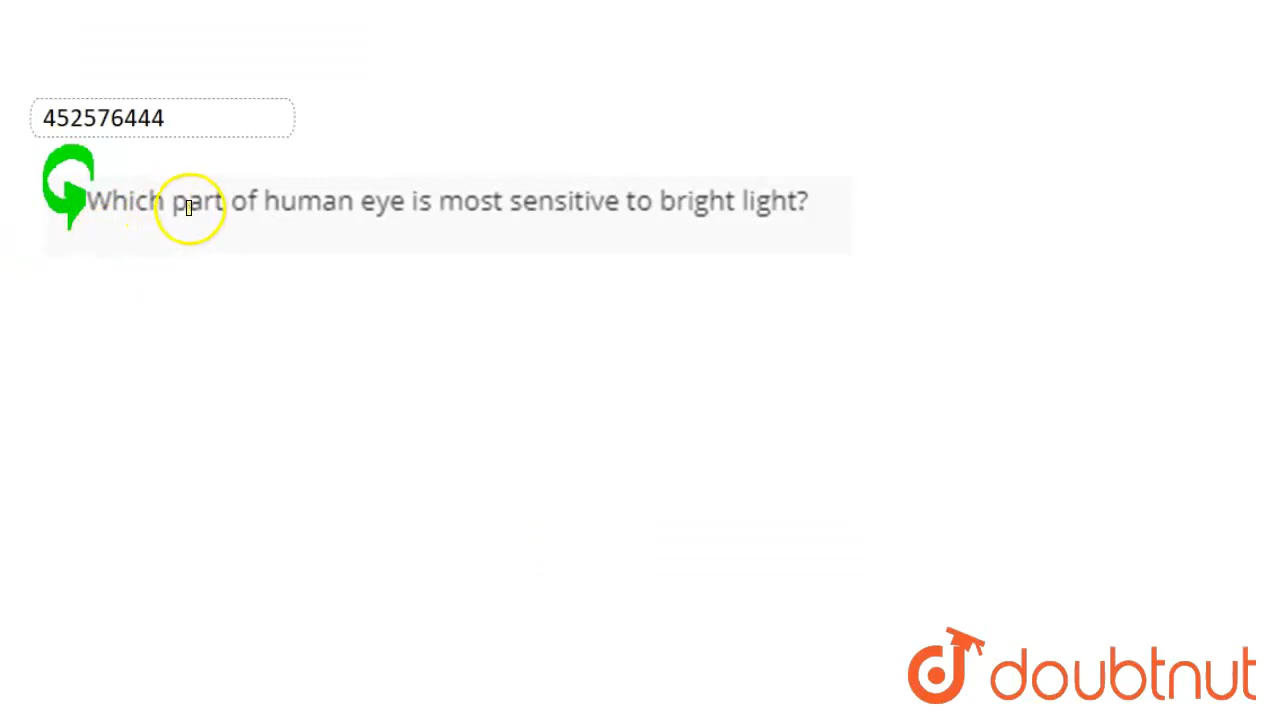 452576444
Which part of human eye is most sensitive to bright light?
doubtnut